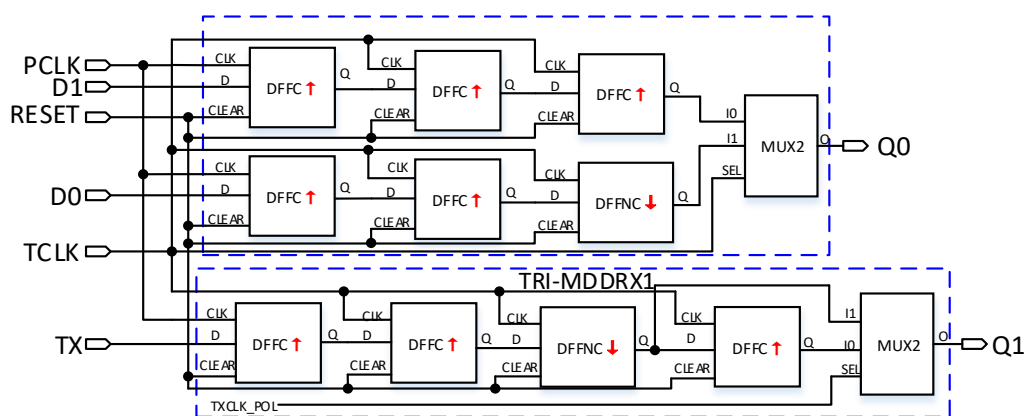 PCLK
D1
RESET
CLK
D
CLEAR
DFFC
Q
CLK
D
CLEAR
DFFC
Q
CLK
D
CLEAR
DFFC
Q
I0
I1
SEL
MUX2
O
Q0
D0
TCLK
CLK
D
CLEAR
DFFC
Q
CLK
D
CLEAR
DFFC
Q
CLK
D
CLEAR
DFFNC
Q
TRI-MDDRX1
TX
CLK
D
CLEAR
DFFC
Q
CLK
D
CLEAR
DFFC
Q
CLK
D
CLEAR
DFFNC
Q
CLK
D
CLEAR
DFFC
Q
I1
I0
SEL
MUX2
O
Q1
TXCLK_POL